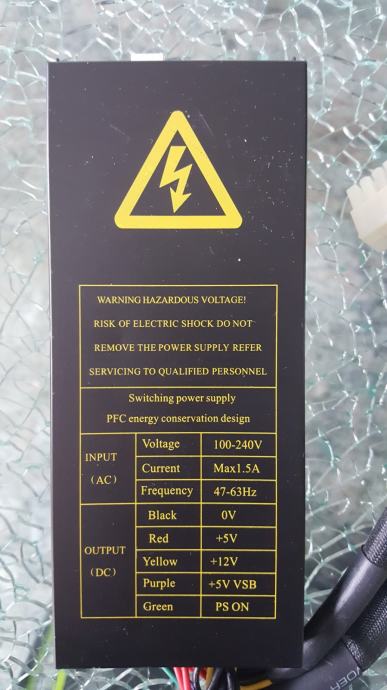 WARNING HAZARDOUS VOLTAGE!
RISK OF ELECTRIC SHOCK DO NOT
REMOVE THE POWER SUPPLY REFER
SERVICING TO QUALIFIED PERSONNEL
Switching power supply
PFC energy conservation design
INPUT
(AC)
Voltage 100-240V
Current Max1.5A
Frequency 47-63Hz
OUTPUT
(DC)
Black 0V
Red +5V
Yellow +12V
Purple +5V VSB
Green PS ON